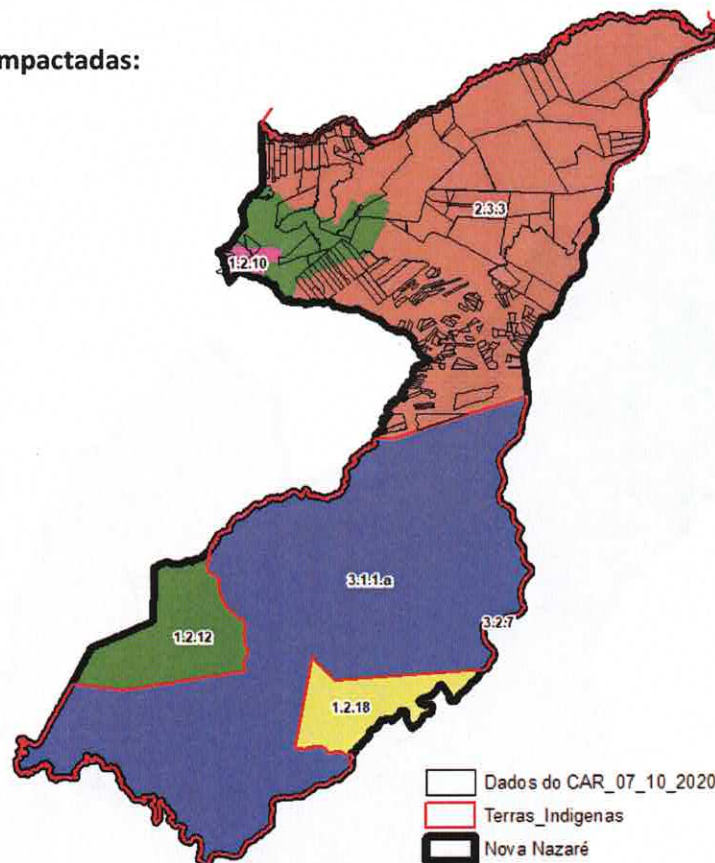 mpactadas:
2.3.3
1.2.10
3.1.1.a
3.2.7
1.2.12
1.2.18
Dados do CAR_07_10_2020
Terras_Indigenas
Nova Nazaré